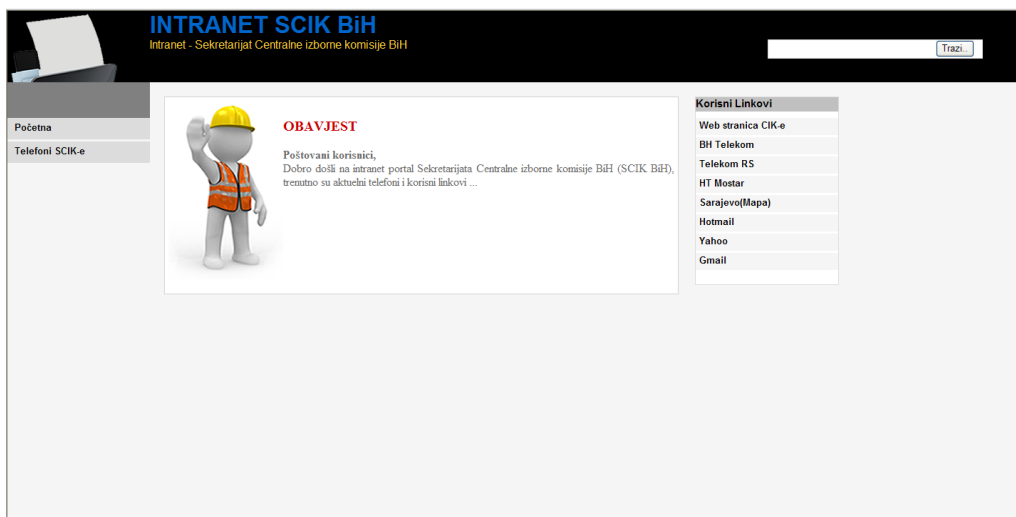 INTRANET SCIK BiH
Intranet - Sekretarijat Centralne izborne komisije BiH
Trazi..
Početna
Telefoni SCIK-e
OBAVJEST
Poštovani korisnici,
Dobro došli na intranet portal Sekretarijata Centralne izborne komisije BiH (SCIK BiH),
trenutno su aktuelni telefoni i korisni linkovi ...
Korisni Linkovi
Web stranica CIK-e
BH Telekom
Telekom RS
HT Mostar
Sarajevo(Mapa)
Hotmail
Yahoo
Gmail